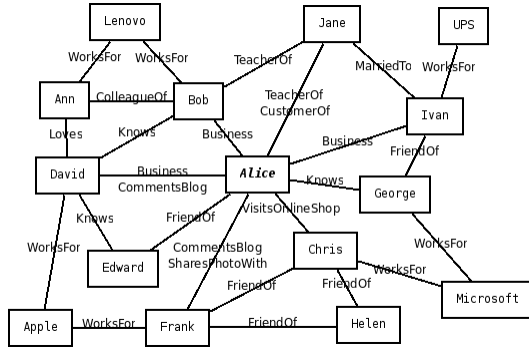 Lenovo
Jane
UPS
WorksFor
WorksFor
TeacherOf
MarriedTo
WorksFor
Ann
ColleagueOf
Bob
TeacherOf
CustomerOf
Ivan
Loves
Knows
Business
Business
FriendOf
David
Business
CommentsBlog
Alice
Knows
George
Knows
FriendOf
VisitsOnlineShop
WorksFor
Edward
CommentsBlog
SharesPhotoWith
Chris
WorksFor
WorksFor
FriendOf
FriendOf
Microsoft
Apple
WorksFor
Frank
FriendOf
Helen